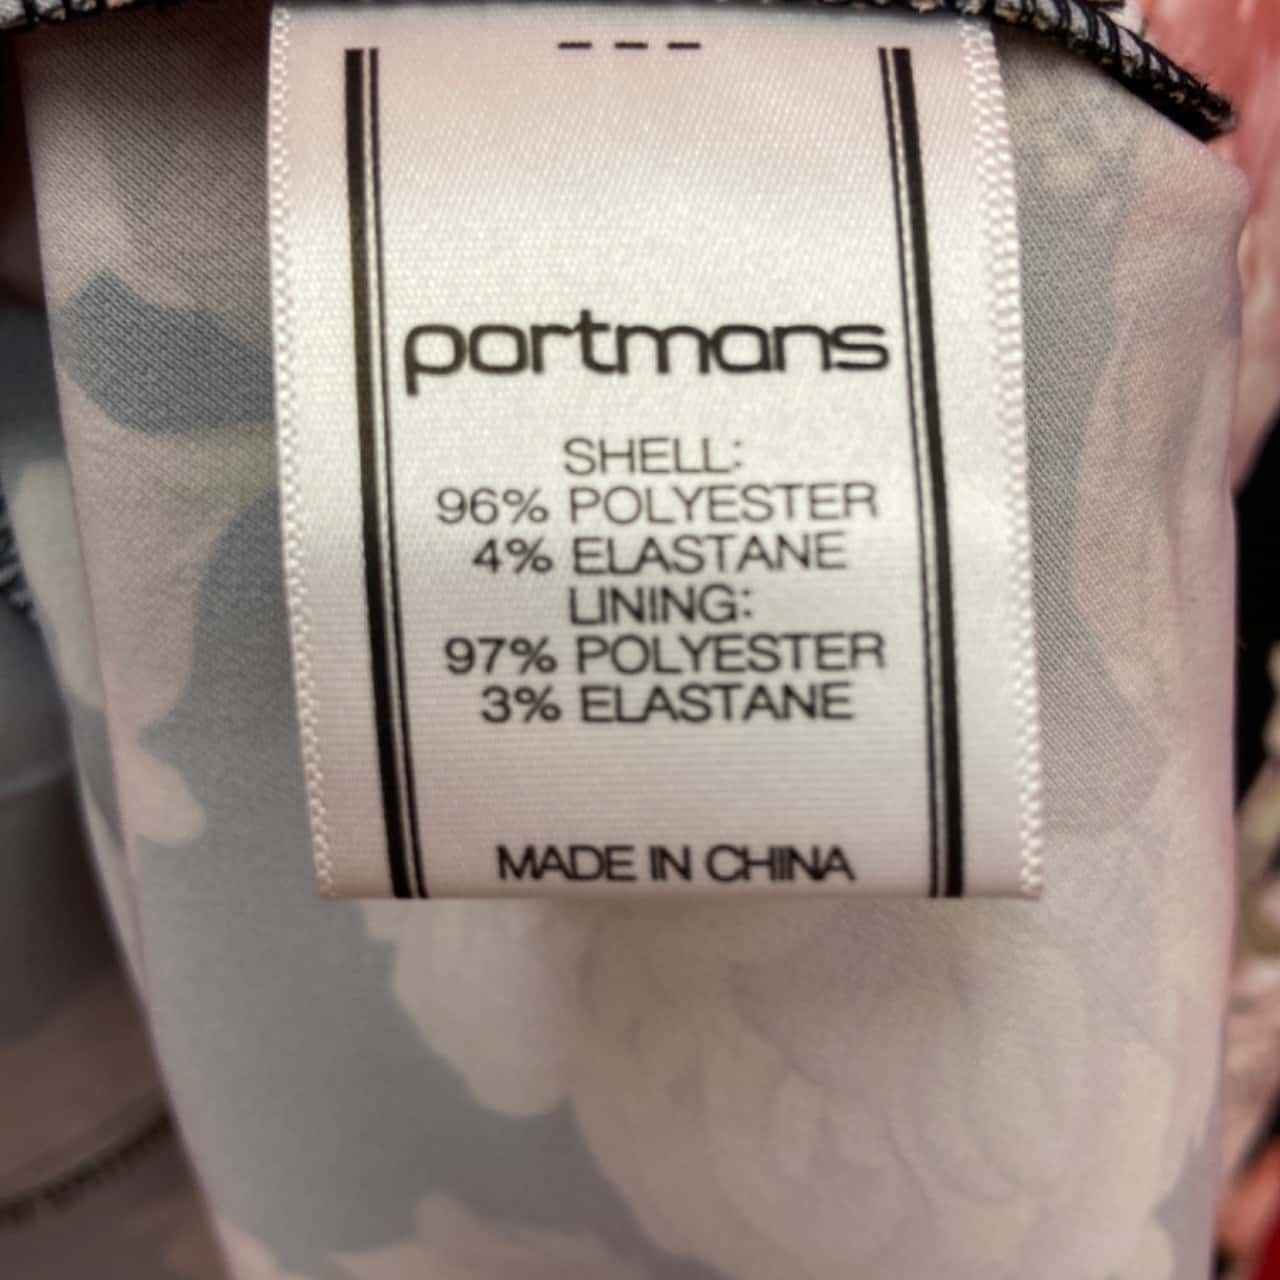 portmans
SHELL:
96% POLYESTER
4% ELASTANE
LINING:
97% POLYESTER
3% ELASTANE
MADE IN CHINA